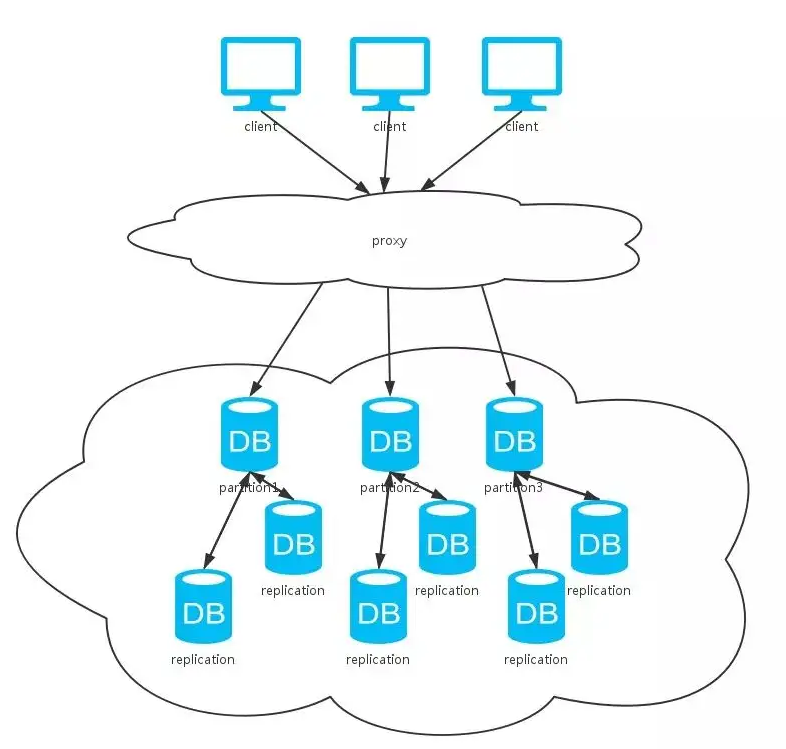 client
client
client
proxy
DB
DB
DB
partition1
partition2
partition3
DB
DB
DB
replication
replication
replication
DB
DB
DB
replication
replication
replication